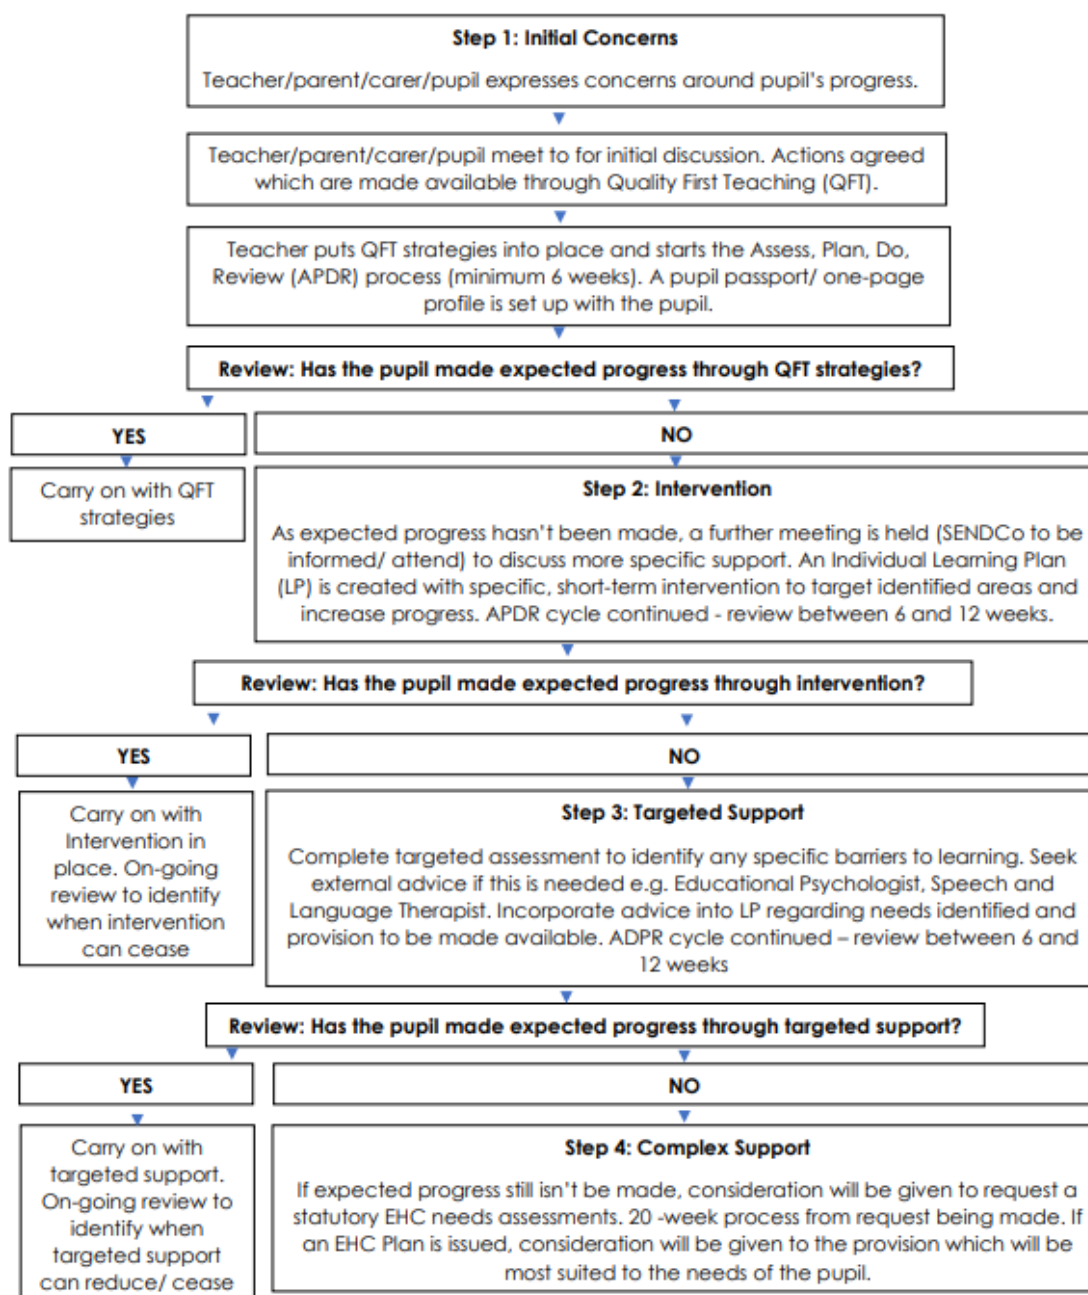 Step 1: Initial Concerns
Teacher/parent/carer/pupil expresses concerns around pupil's progress.
Teacher/parent/carer/pupil meet to for initial discussion. Actions agreed
which are made available through Quality First Teaching (QFT).
Teacher puts QFT strategies into place and starts the Assess, Plan, Do,
Review (APDR) process (minimum 6 weeks). A pupil passport/ one-page
profile is set up with the pupil.
Review: Has the pupil made expected progress through QFT strategies?
YES
Carry on with QFT
strategies
NO
Step 2: Intervention
As expected progress hasn't been made, a further meeting is held (SENDCo to be
informed/ attend) to discuss more specific support. An Individual Learning Plan
(LP) is created with specific, short-term intervention to target identified areas and
increase progress. APDR cycle continued - review between 6 and 12 weeks.
Review: Has the pupil made expected progress through intervention?
YES
Carry on with
Intervention in
place. On-going
review to identify
when intervention
can cease
NO
Step 3: Targeted Support
Complete targeted assessment to identify any specific barriers to learning. Seek
external advice if this is needed e.g. Educational Psychologist, Speech and
Language Therapist. Incorporate advice into LP regarding needs identified and
provision to be made available. ADPR cycle continued – review between 6 and
12 weeks
Review: Has the pupil made expected progress through targeted support?
YES
Carry on with
targeted support.
On-going review to
identify when
targeted support
can reduce/ cease
NO
Step 4: Complex Support
If expected progress still isn't be made, consideration will be given to request a
statutory EHC needs assessments. 20 -week process from request being made. If
an EHC Plan is issued, consideration will be given to the provision which will be
most suited to the needs of the pupil.